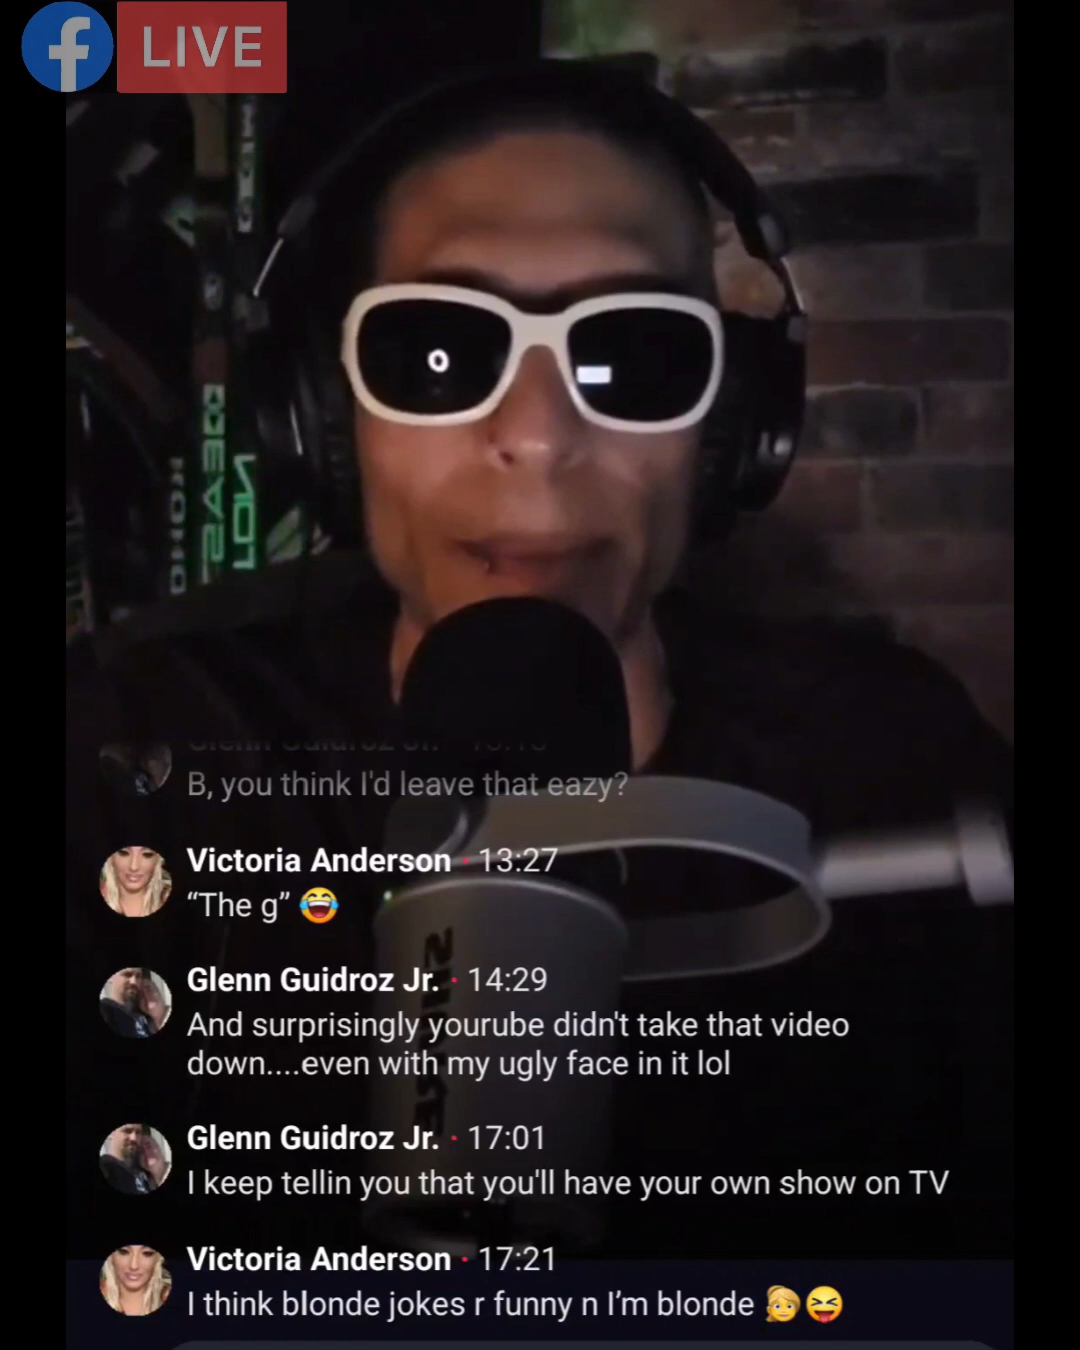 LIVE
B, you think I'd leave that eazy?
Victoria Anderson · 13:27
“The g” 😂
Glenn Guidroz Jr. · 14:29
And surprisingly yourube didn't take that video
down....even with my ugly face in it lol
Glenn Guidroz Jr. · 17:01
I keep tellin you that you'll have your own show on TV
Victoria Anderson · 17:21
I think blonde jokes r funny n I’m blonde 👱‍♀️😝